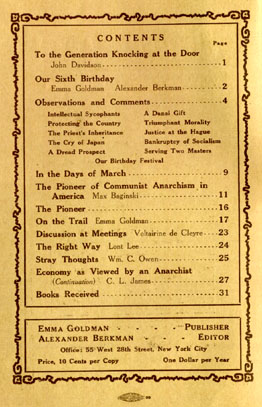 CONTENTS
Page
To the Generation Knocking at the Door
John Davidson 1
Our Sixth Birthday
Emma Goldman Alexander Berkman 2
Observations and Comments 4
Intellectual Sycophants A Danai Gift
Protecting the Country Triumphant Morality
The Priest's Inheritance Justice at the Hague
The Cry of Japan Bankruptcy of Socialism
A Dread Prospect Serving Two Masters
Our Birthday Festival
In the Days of March 9
The Pioneer of Communist Anarchism in
America Max Baginski 11
The Pioneer 16
On the Trail Emma Goldman 17
Discussion at Meetings Voltairine de Cleyre 23
The Right Way Lont Lee 24
Stray Thoughts Wm. C. Owen 25
Economy as Viewed by an Anarchist
(Continuation) C. L. James 27
Books Received 31
EMMA GOLDMAN - - - - PUBLISHER
ALEXANDER BERKMAN - - - EDITOR
Office: 55 West 28th Street, New York City
Price, 10 Cents per Copy One Dollar per Year